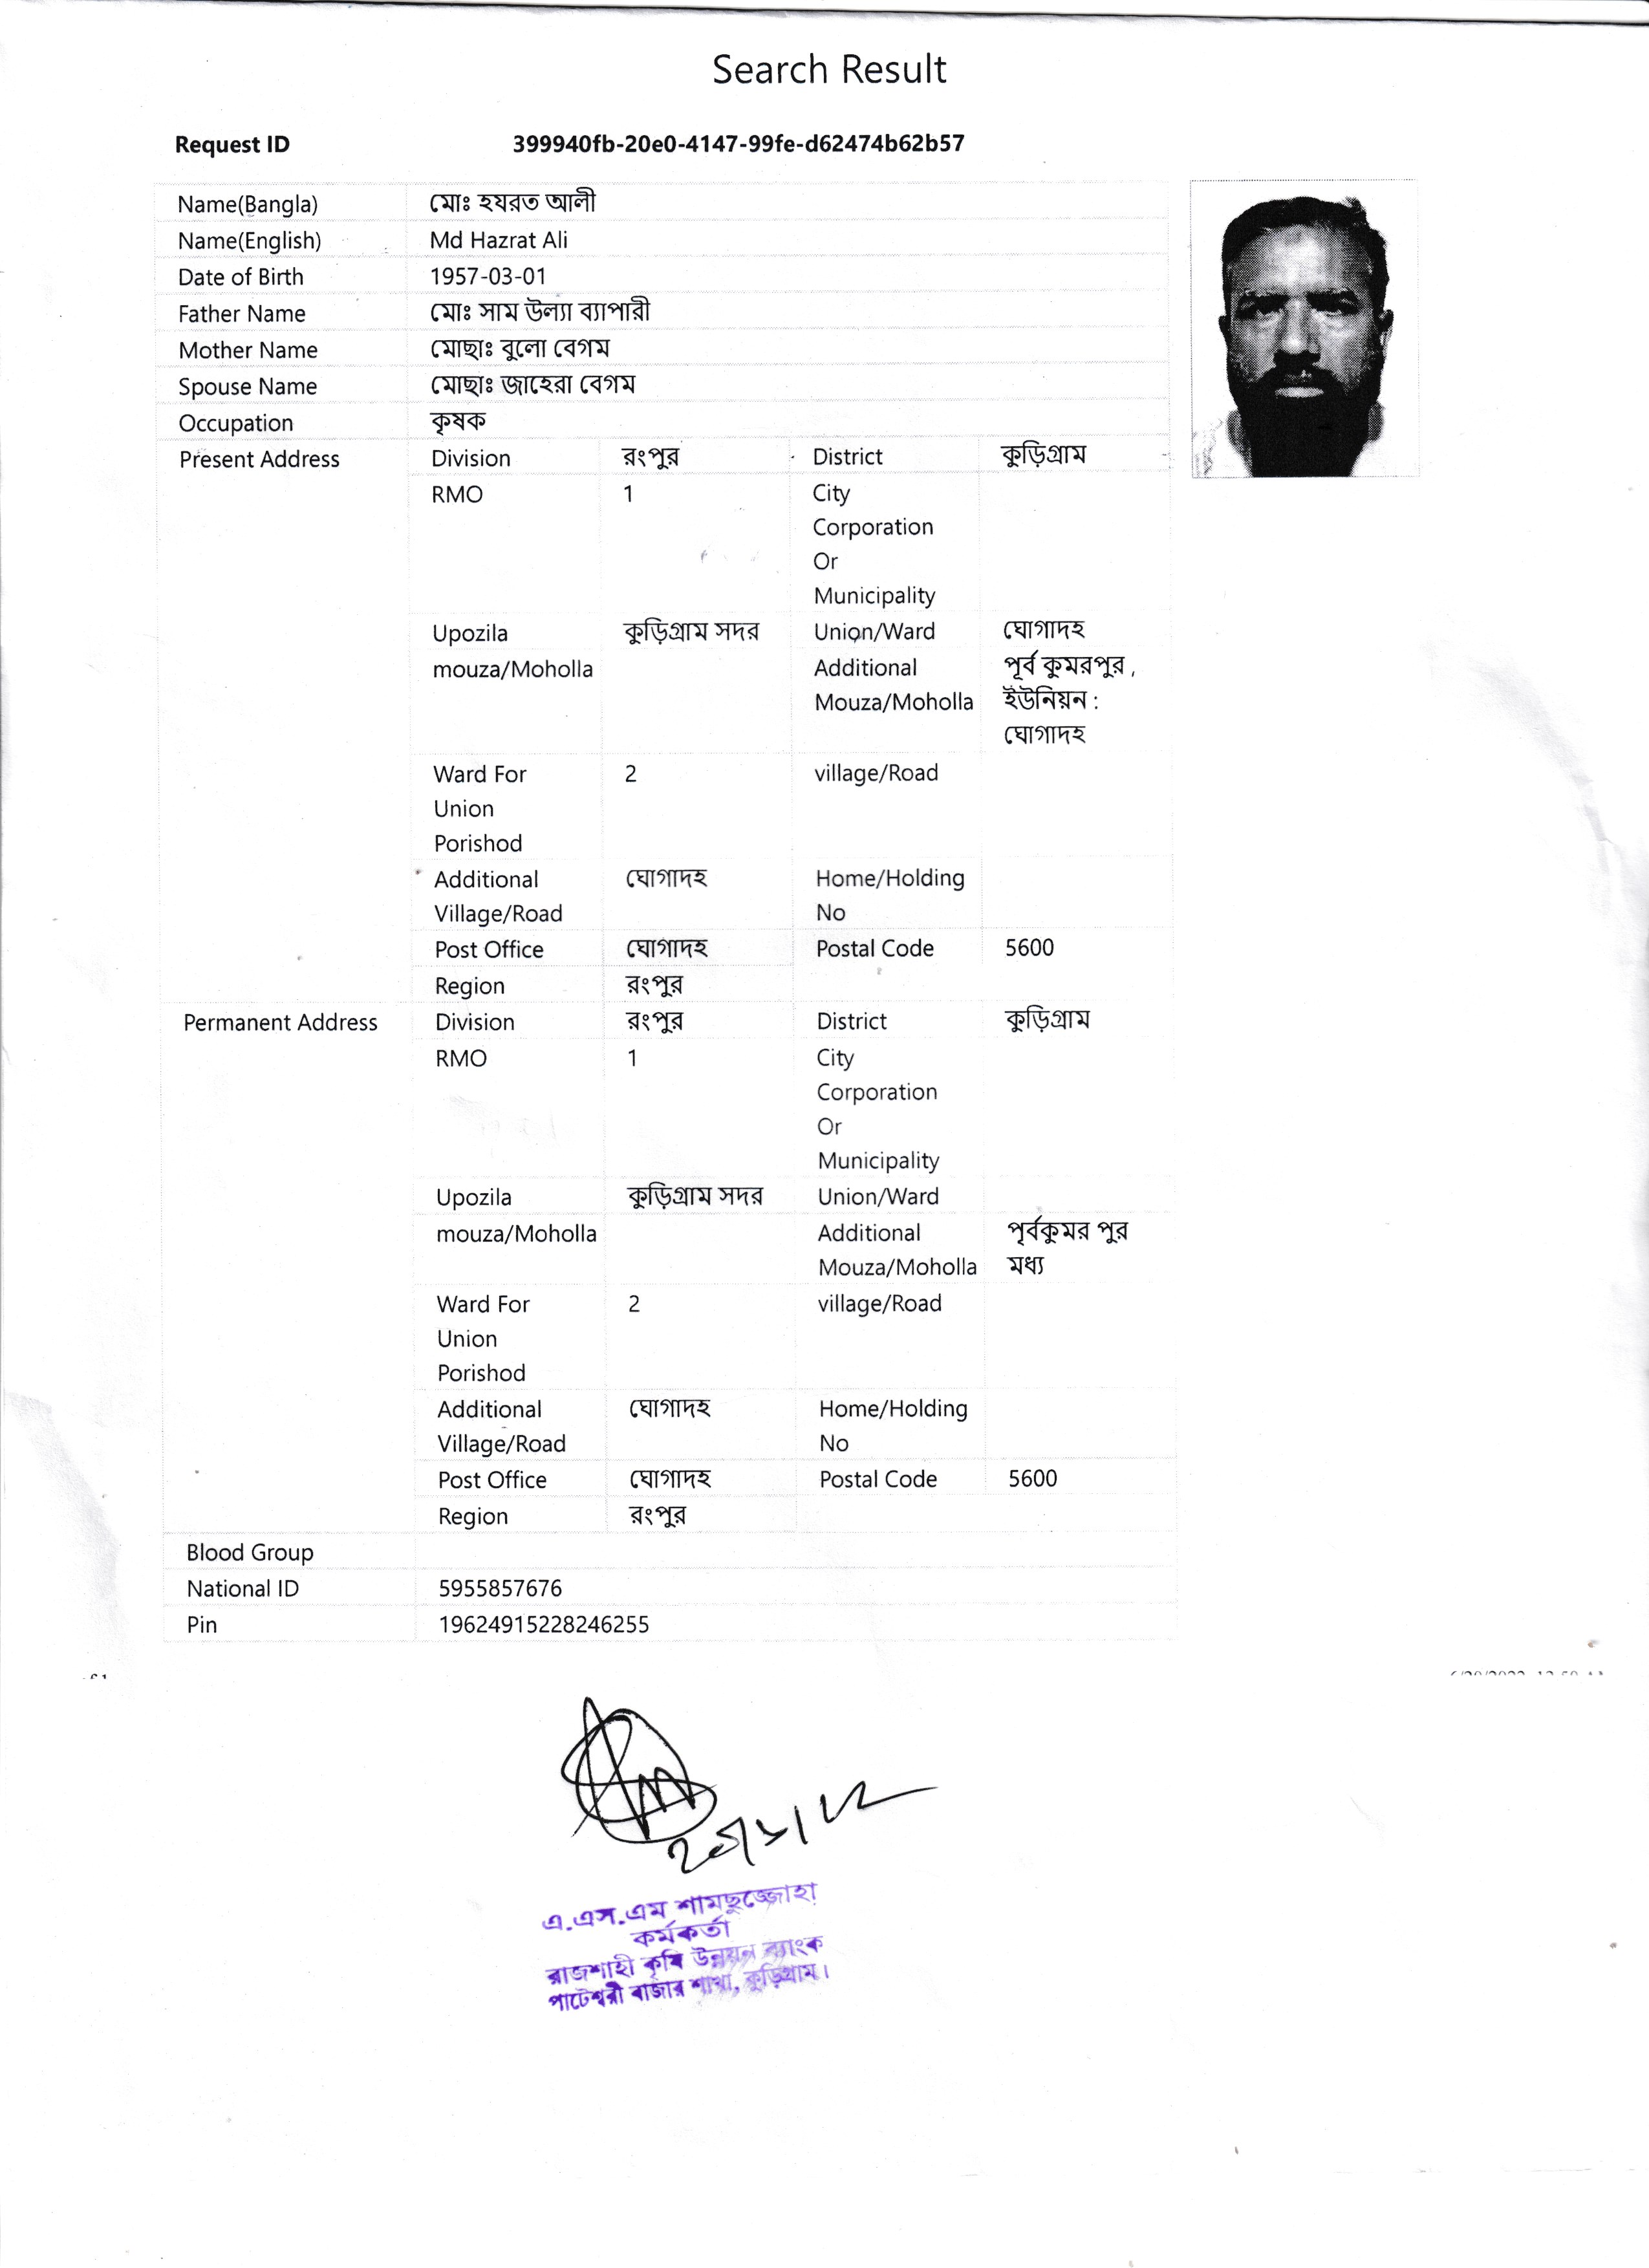 Search Result
Request ID 399940fb-20e0-4147-99fe-d62474b62b57
Name(Bangla) মোঃ হযরত আলী
Name(English) Md Hazrat Ali
Date of Birth 1957-03-01
Father Name মোঃ সাম উল্যা ব্যাপারী
Mother Name মোছাঃ বুলো বেগম
Spouse Name মোছাঃ জাহেরা বেগম
Occupation কৃষক
Present Address Division রংপুর District কুড়িগ্রাম
RMO 1 City
Corporation
Or
Municipality
Upozila কুড়িগ্রাম সদর Union/Ward ঘোগাদহ
mouza/Moholla Additional পূর্ব কুমরপুর ,
Mouza/Moholla ইউনিয়ন :
ঘোগাদহ
Ward For 2 village/Road
Union
Porishod
Additional ঘোগাদহ Home/Holding
Village/Road No
Post Office ঘোগাদহ Postal Code 5600
Region রংপুর
Permanent Address Division রংপুর District কুড়িগ্রাম
RMO 1 City
Corporation
Or
Municipality
Upozila কুড়িগ্রাম সদর Union/Ward
mouza/Moholla Additional পূর্বকুমর পুর
Mouza/Moholla মধ্য
Ward For 2 village/Road
Union
Porishod
Additional ঘোগাদহ Home/Holding
Village/Road No
Post Office ঘোগাদহ Postal Code 5600
Region রংপুর
Blood Group
National ID 5955857676
Pin 19624915228246255
এ.এস.এম শামছুজ্জোহা
কর্মকর্তা
রাজশাহী কৃষি উন্নয়ন ব্যাংক
পাটেশ্বরী বাজার শাখা, কুড়িগ্রাম।